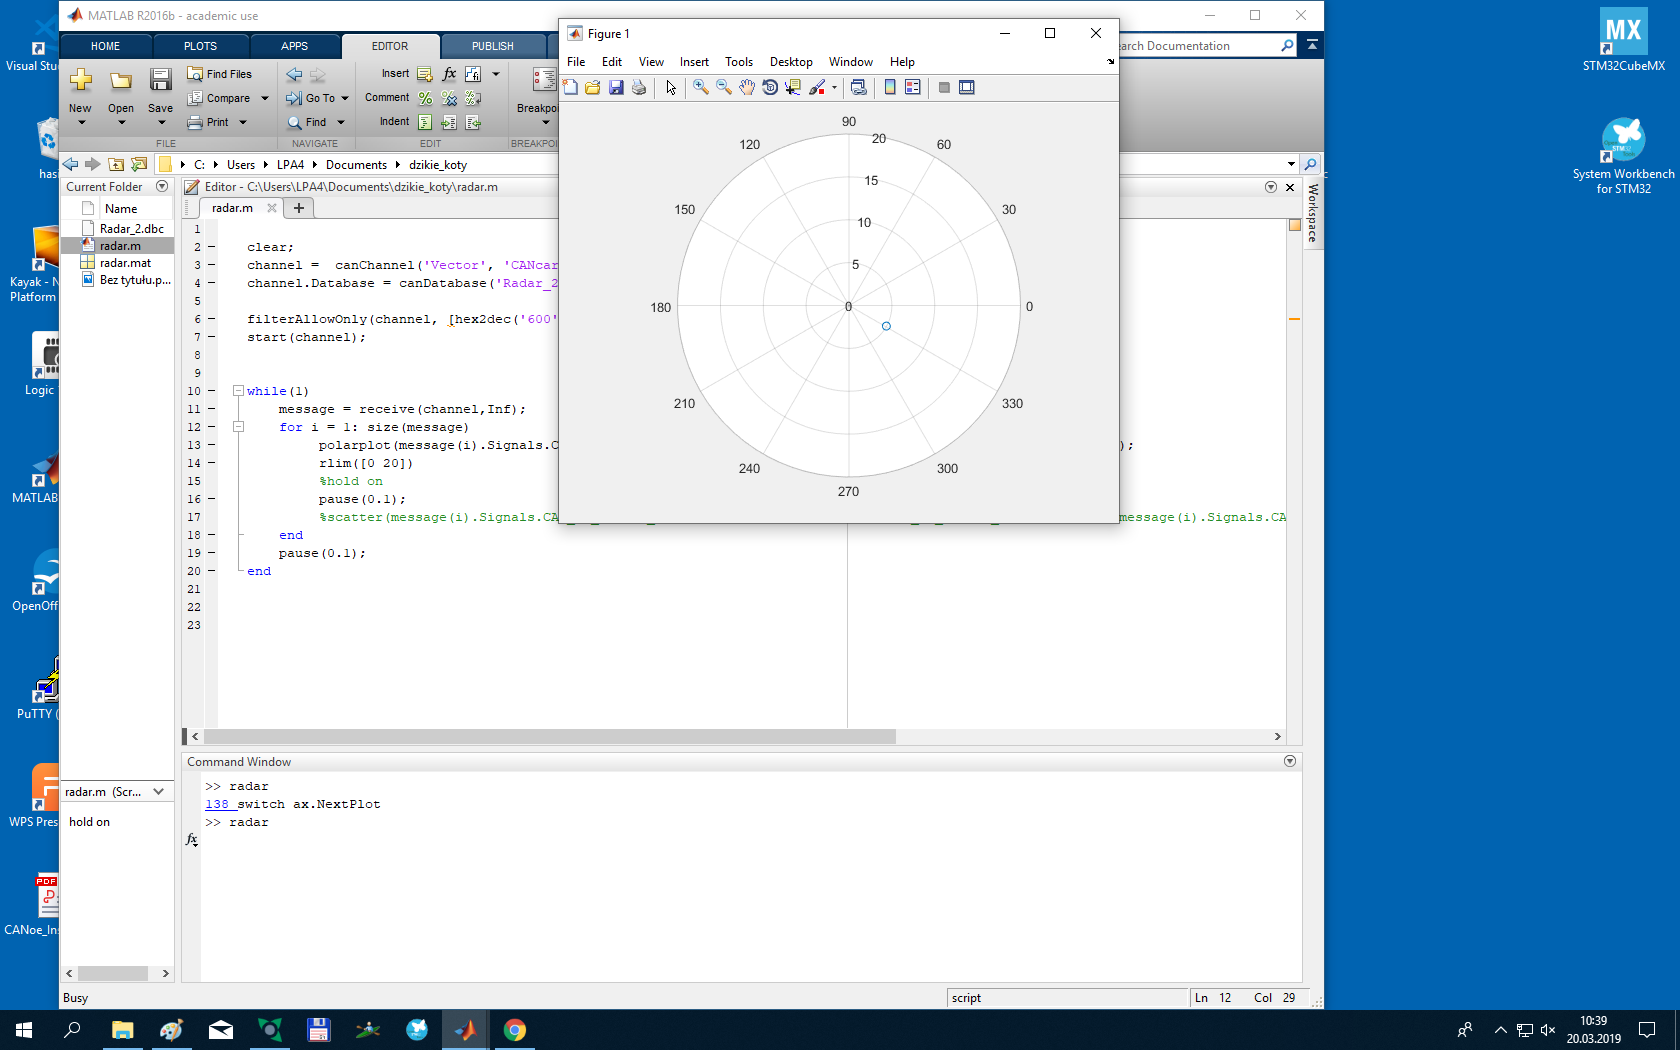 MATLAB R2016b - academic use
HOME PLOTS APPS EDITOR PUBLISH
Search Documentation
New Open Save
Find Files
Compare
Print
FILE
Go To
Find
NAVIGATE
Insert
Comment
Indent
EDIT
C: Users LPA4 Documents dzikie_koty
Current Folder
Name
Radar_2.dbc
radar.m
radar.mat
Bez tytułu.p...
radar.m (Scr...
hold on
Editor - C:\Users\LPA4\Documents\dzikie_koty\radar.m
radar.m
1
2 clear;
3 channel = canChannel('Vector', 'CANcar
4 channel.Database = canDatabase('Radar_2
5
6 filterAllowOnly(channel, [hex2dec('600'
7 start(channel);
8
9
10 while(1)
11 message = receive(channel,Inf);
12 for i = 1: size(message)
13 polarplot(message(i).Signals.C );
14 rlim([0 20])
15 %hold on
16 pause(0.1);
17 %scatter(message(i).Signals.CA message(i).Signals.CA
18 end
19 pause(0.1);
20 end
21
22
23
Workspace
Figure 1
File Edit View Insert Tools Desktop Window Help
90
120 20 60
15
150 10 30
5
180 0 0
210 330
240 300
270
Command Window
>> radar
138 switch ax.NextPlot
>> radar
fx
Busy
script
Ln 12 Col 29
Visual Stu
Kayak - N
Platform
Logic
MATLAB
OpenOff
PuTTY (
WPS Pres
PDF
CANoe_Ins
MX
STM32CubeMX
STM32
System Workbench
for STM32
10:39
20.03.2019